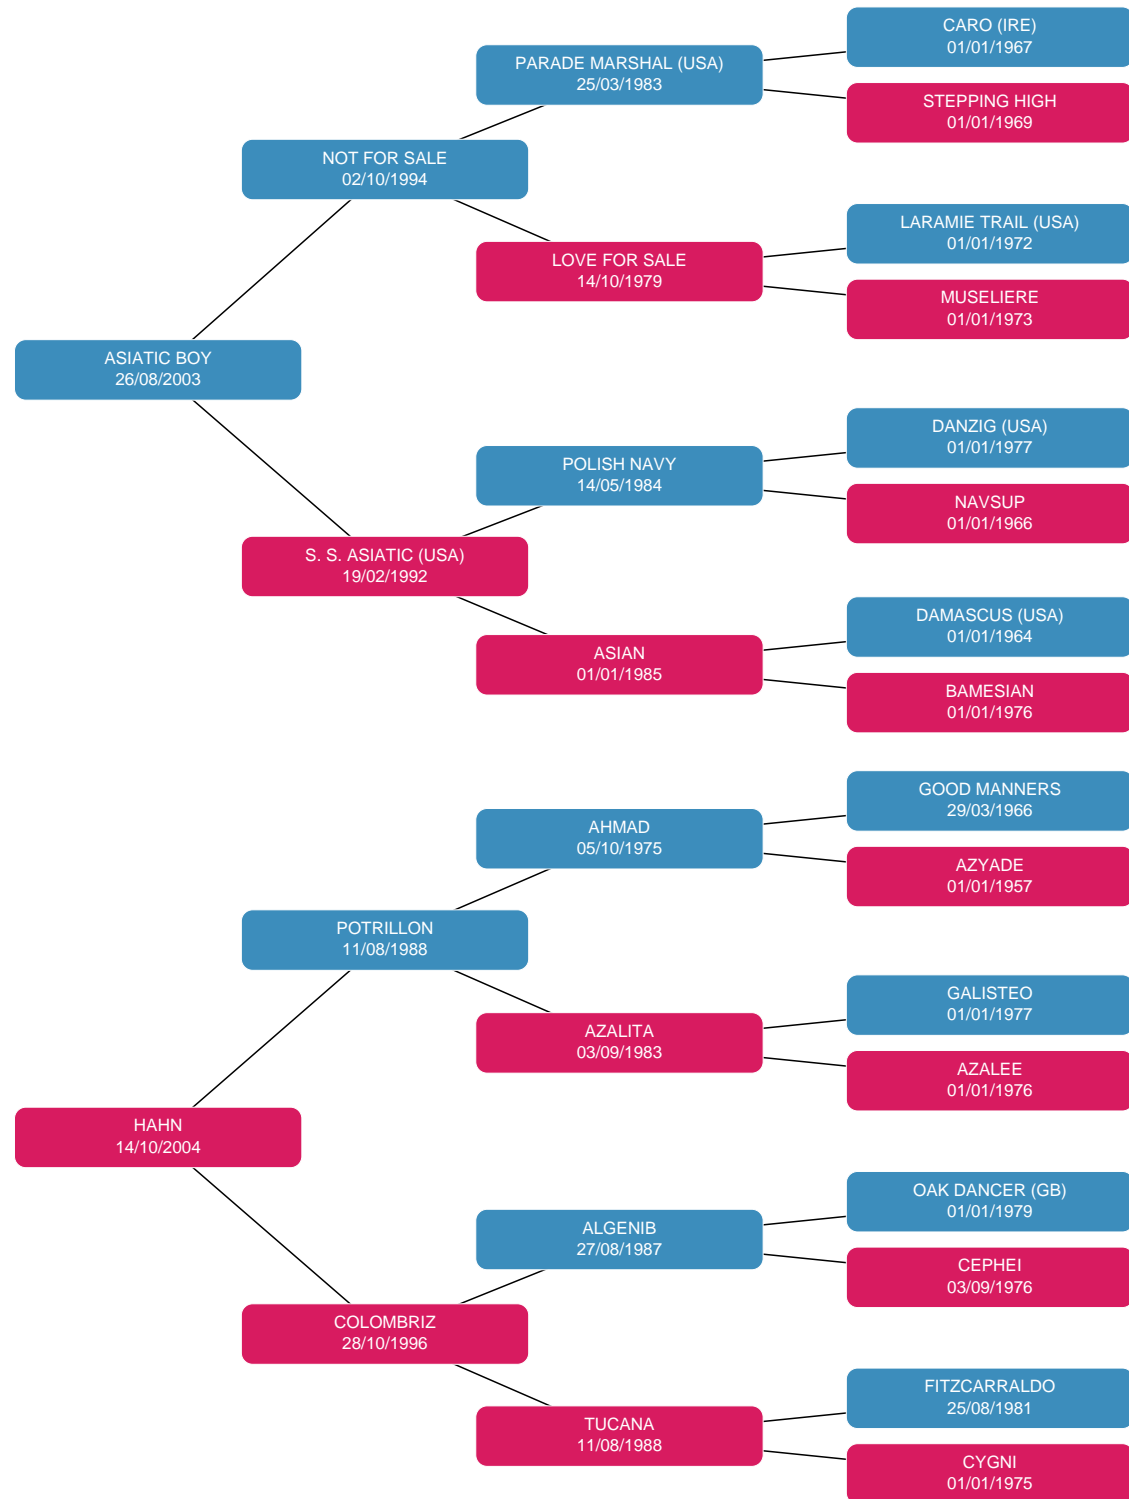 CARO (IRE)
01/01/1967
PARADE MARSHAL (USA)
25/03/1983
STEPPING HIGH
01/01/1969
NOT FOR SALE
02/10/1994
LARAMIE TRAIL (USA)
01/01/1972
LOVE FOR SALE
14/10/1979
MUSELIERE
01/01/1973
ASIATIC BOY
26/08/2003
DANZIG (USA)
01/01/1977
POLISH NAVY
14/05/1984
NAVSUP
01/01/1966
S. S. ASIATIC (USA)
19/02/1992
DAMASCUS (USA)
01/01/1964
ASIAN
01/01/1985
BAMESIAN
01/01/1976
GOOD MANNERS
29/03/1966
AHMAD
05/10/1975
AZYADE
01/01/1957
POTRILLON
11/08/1988
GALISTEO
01/01/1977
AZALITA
03/09/1983
AZALEE
01/01/1976
HAHN
14/10/2004
OAK DANCER (GB)
01/01/1979
ALGENIB
27/08/1987
CEPHEI
03/09/1976
COLOMBRIZ
28/10/1996
FITZCARRALDO
25/08/1981
TUCANA
11/08/1988
CYGNI
01/01/1975